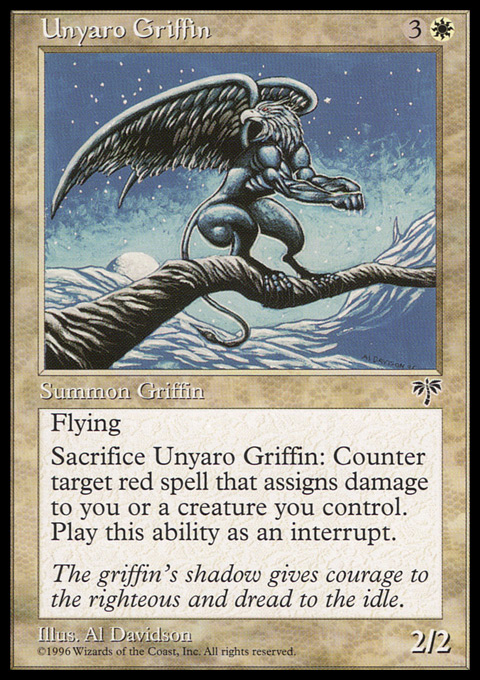 Unyaro Griffin 3
Summon Griffin
Flying
Sacrifice Unyaro Griffin: Counter
target red spell that assigns damage
to you or a creature you control.
Play this ability as an interrupt.
The griffin's shadow gives courage to
the righteous and dread to the idle.
Illus. Al Davidson
2/2
©1996 Wizards of the Coast, Inc. All rights reserved.